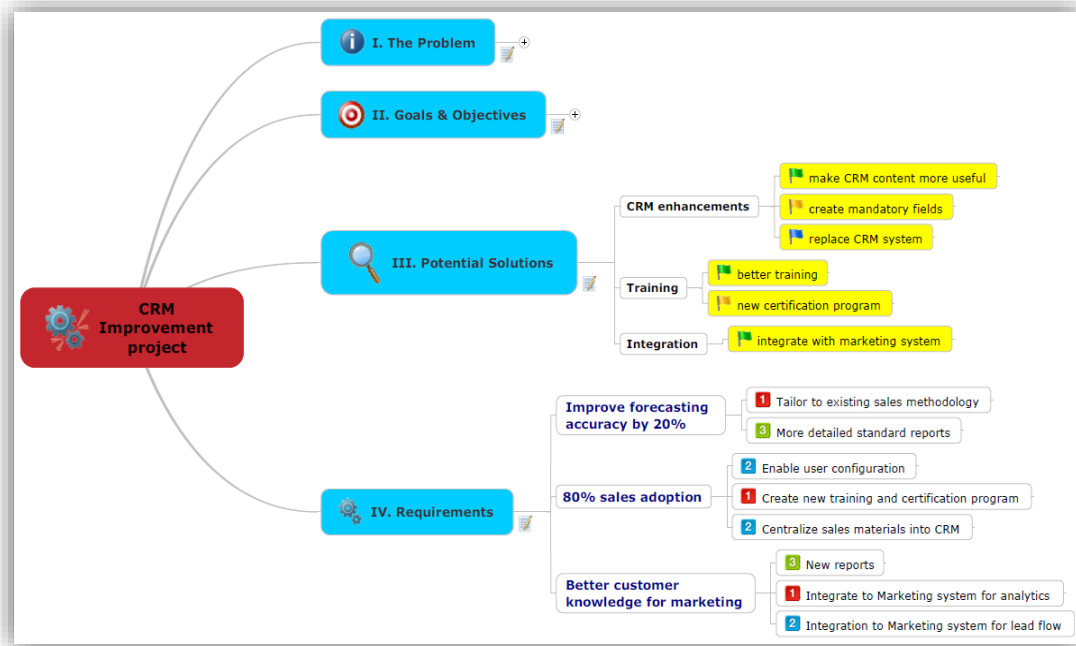 I. The Problem
II. Goals & Objectives
III. Potential Solutions
CRM enhancements
make CRM content more useful
create mandatory fields
replace CRM system
Training
better training
new certification program
Integration
integrate with marketing system
CRM
Improvement
project
IV. Requirements
Improve forecasting
accuracy by 20%
1 Tailor to existing sales methodology
3 More detailed standard reports
80% sales adoption
2 Enable user configuration
1 Create new training and certification program
2 Centralize sales materials into CRM
Better customer
knowledge for marketing
3 New reports
1 Integrate to Marketing system for analytics
2 Integration to Marketing system for lead flow